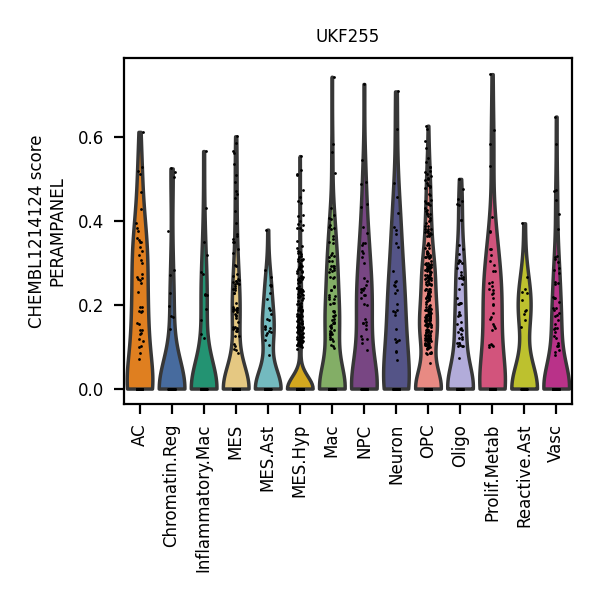 UKF255
CHEMBL1214124 score
PERAMPANEL
0.6
0.4
0.2
0.0
AC
Chromatin.Reg
Inflammatory.Mac
MES
MES.Ast
MES.Hyp
Mac
NPC
Neuron
OPC
Oligo
Prolif.Metab
Reactive.Ast
Vasc